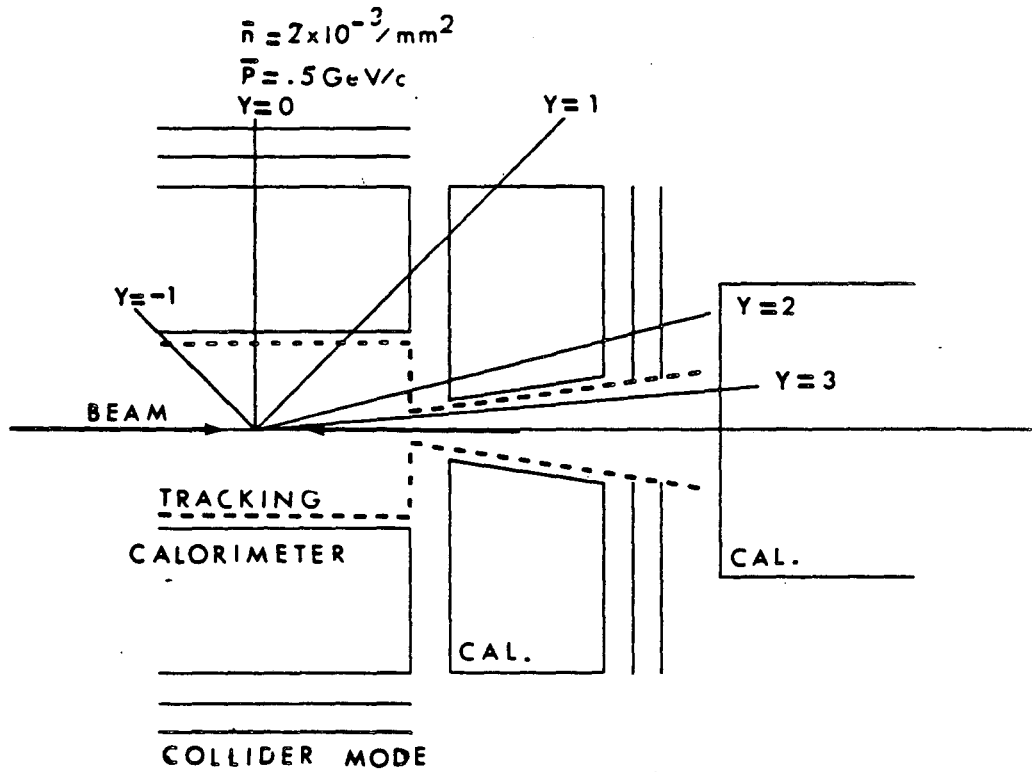 n̄ = 2×10⁻³/mm²
P̄ = .5 GeV/c
Y=0
Y=1
Y=-1
Y=2
Y=3
BEAM
TRACKING
CALORIMETER
CAL.
CAL.
COLLIDER MODE